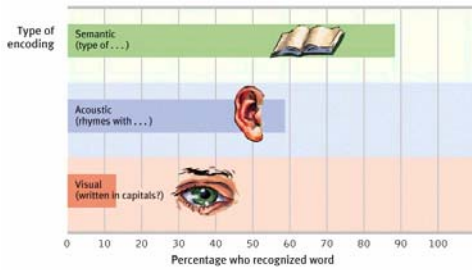 Type of
encoding
Semantic
(type of . . .)
Acoustic
(rhymes with . . .)
Visual
(written in capitals?)
0 10 20 30 40 50 60 70 80 90 100
Percentage who recognized word